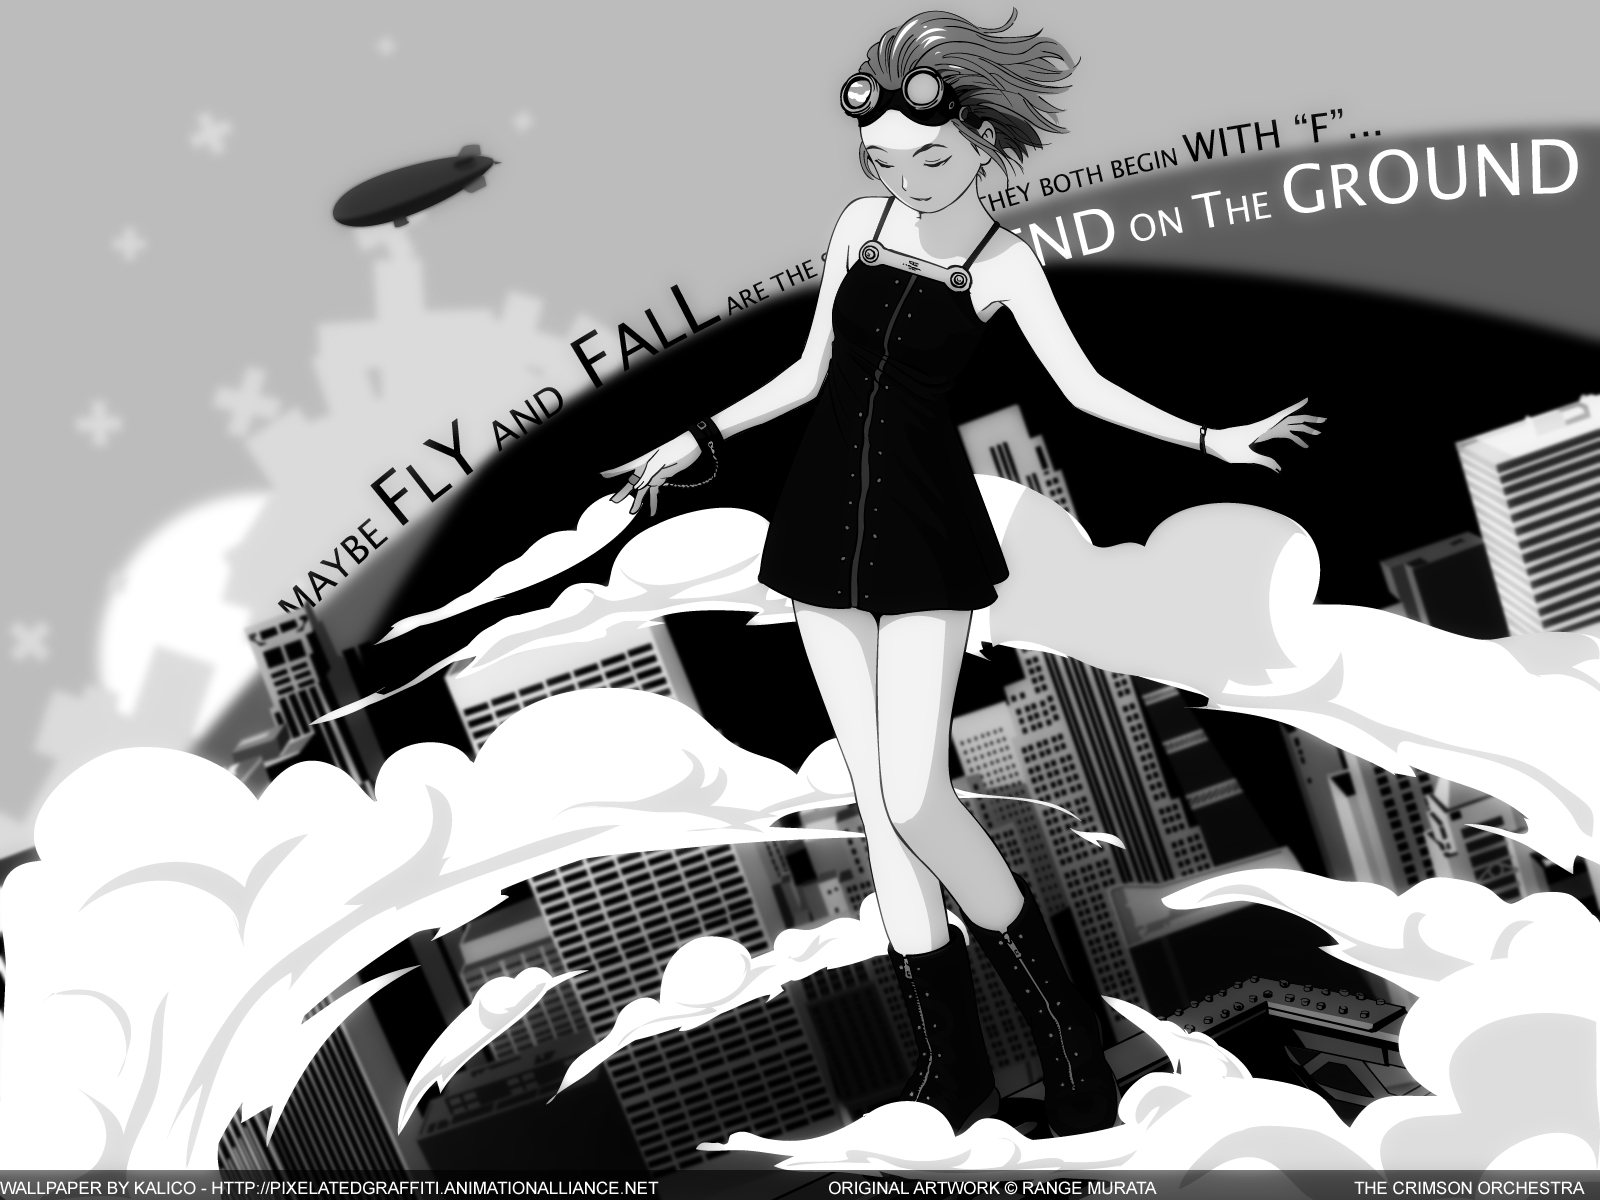 MAYBE FLY AND FALL ARE THE S
THEY BOTH BEGIN WITH “F”...
END ON THE GROUND
WALLPAPER BY KALICO - HTTP://PIXELATEDGRAFFITI.ANIMATIONALLIANCE.NET
ORIGINAL ARTWORK © RANGE MURATA
THE CRIMSON ORCHESTRA